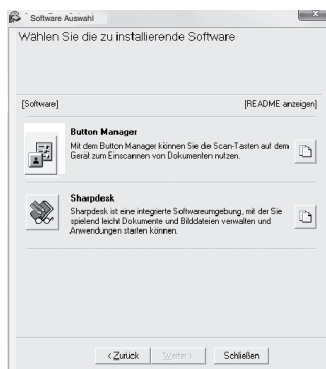 Software Auswahl
Wählen Sie die zu installierende Software
[Software] [README anzeigen]
Button Manager
Mit dem Button Manager können Sie die Scan-Tasten auf dem
Gerät zum Einscannen von Dokumenten nutzen.
Sharpdesk
Sharpdesk ist eine integrierte Softwareumgebung, mit der Sie
spielend leicht Dokumente und Bilddateien verwalten und
Anwendungen starten können.
< Zurück Weiter > Schließen